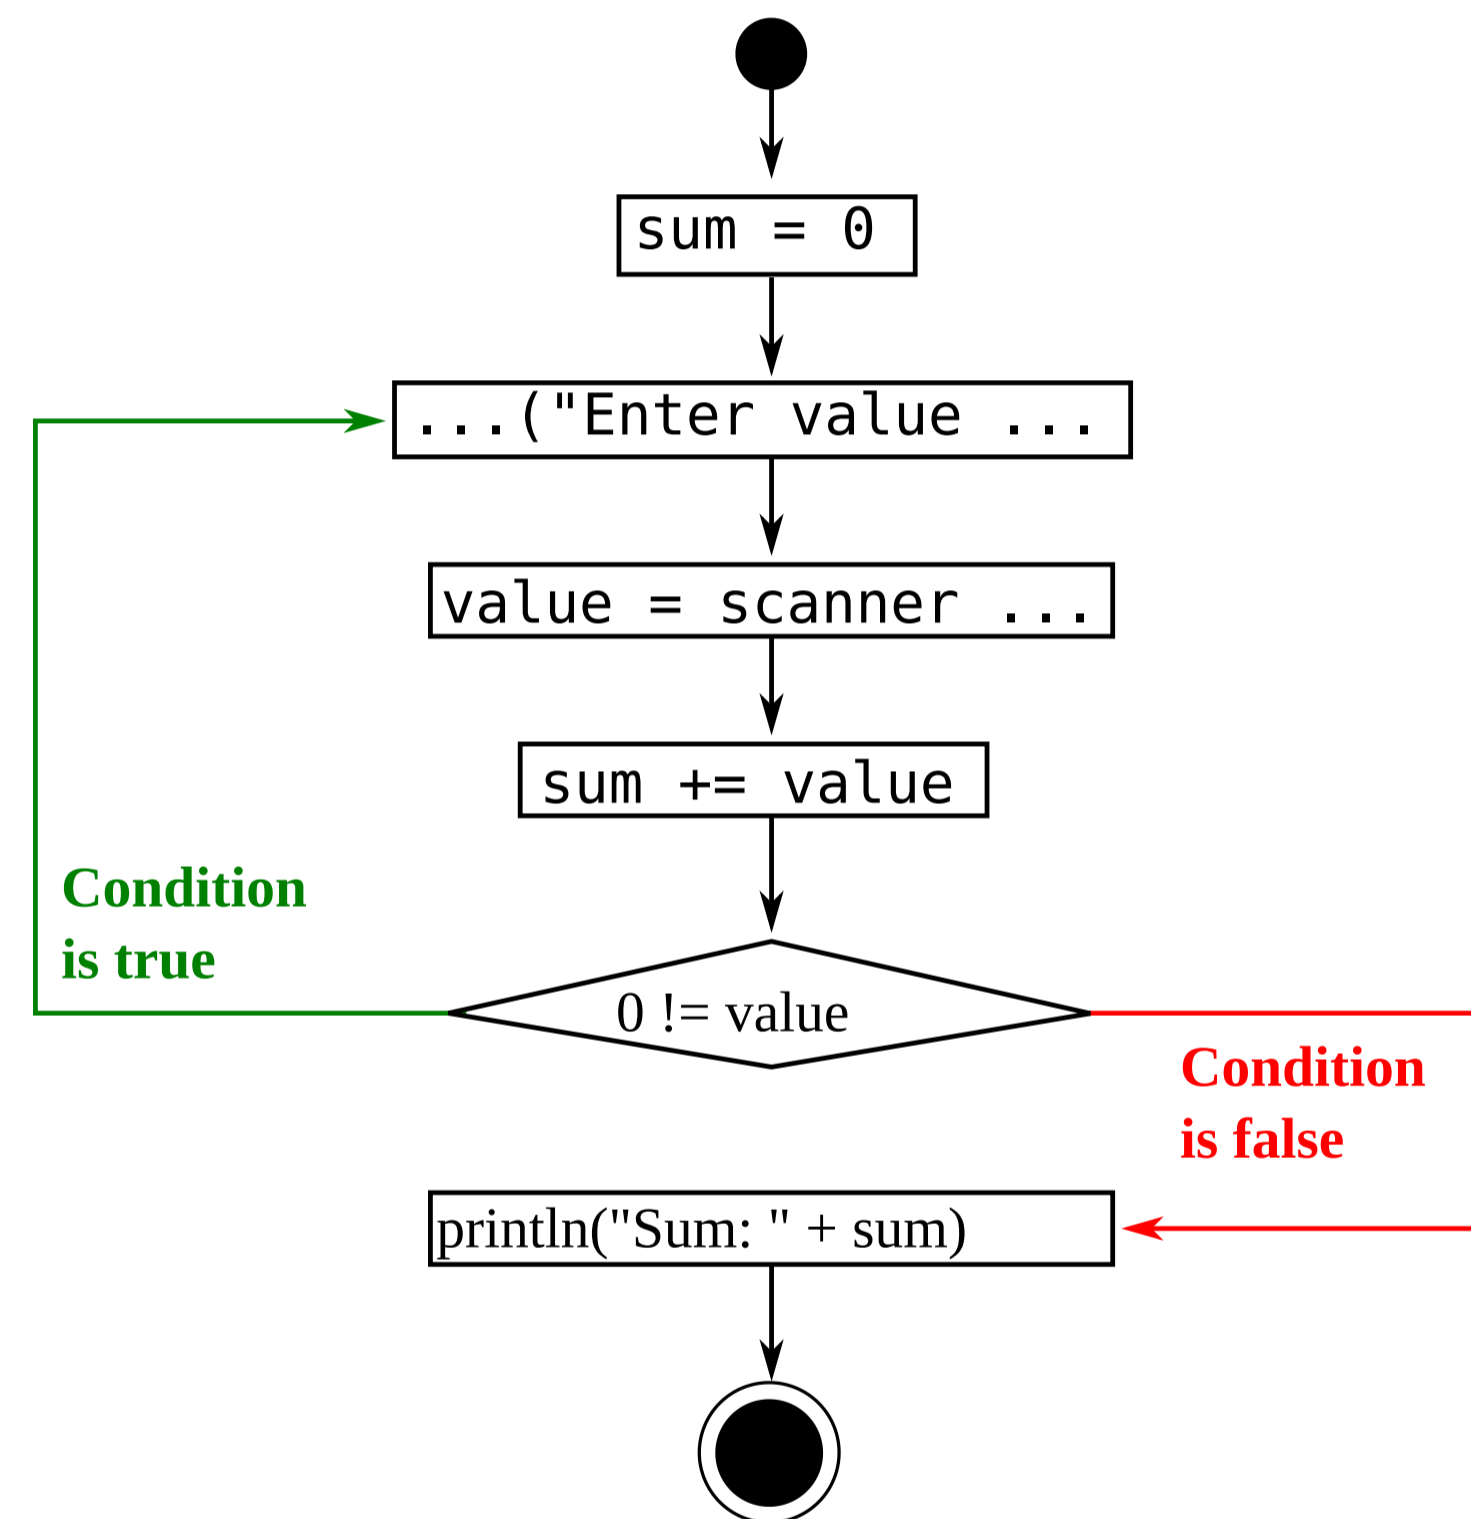 sum = 0
...("Enter value ...
value = scanner ...
sum += value
Condition
is true
0 != value
Condition
is false
println("Sum: " + sum)